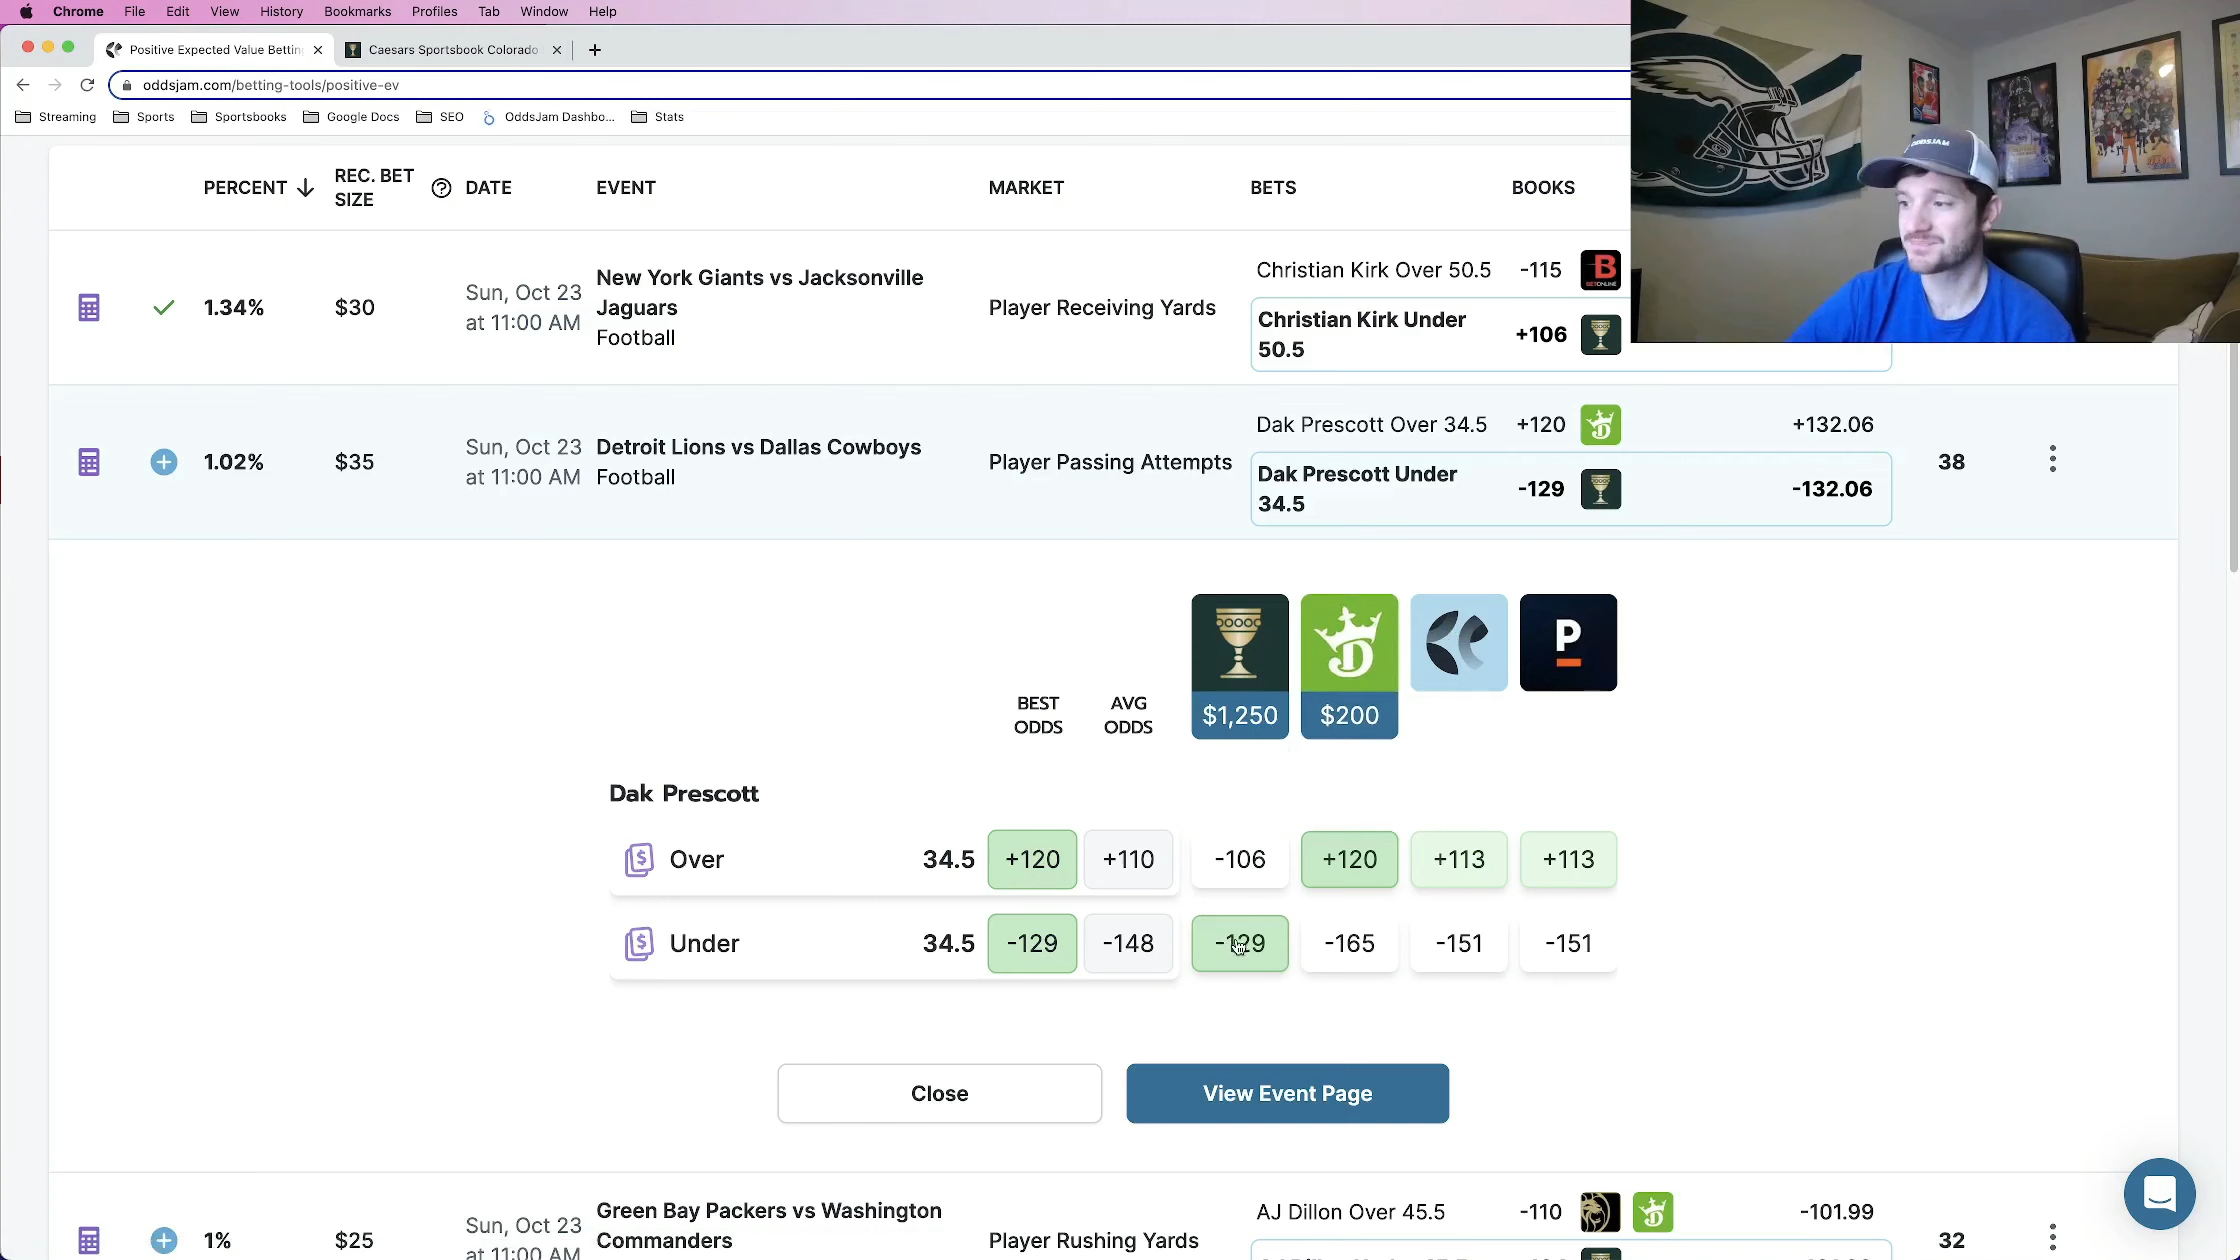 Chrome File Edit View History Bookmarks Profiles Tab Window Help
Positive Expected Value Bettin
Caesars Sportsbook Colorado
oddsjam.com/betting-tools/positive-ev
Streaming Sports Sportsbooks Google Docs SEO OddsJam Dashbo... Stats
PERCENT REC. BET SIZE DATE EVENT MARKET BETS BOOKS
ODDSJAM
1.34% $30
Sun, Oct 23
at 11:00 AM
New York Giants vs Jacksonville
Jaguars
Football
Player Receiving Yards
Christian Kirk Over 50.5 -115
B
BETONLINE
Christian Kirk Under
50.5
+106
1.02% $35
Sun, Oct 23
at 11:00 AM
Detroit Lions vs Dallas Cowboys
Football
Player Passing Attempts
Dak Prescott Over 34.5 +120 +132.06
Dak Prescott Under
34.5
-129 -132.06
38
BEST
ODDS
AVG
ODDS
$1,250 $200
P
Dak Prescott
Over 34.5 +120 +110 -106 +120 +113 +113
Under 34.5 -129 -148 -129 -165 -151 -151
Close View Event Page
1% $25
Sun, Oct 23
at 11:00 AM
Green Bay Packers vs Washington
Commanders
Player Rushing Yards
AJ Dillon Over 45.5 -110 -101.99
32